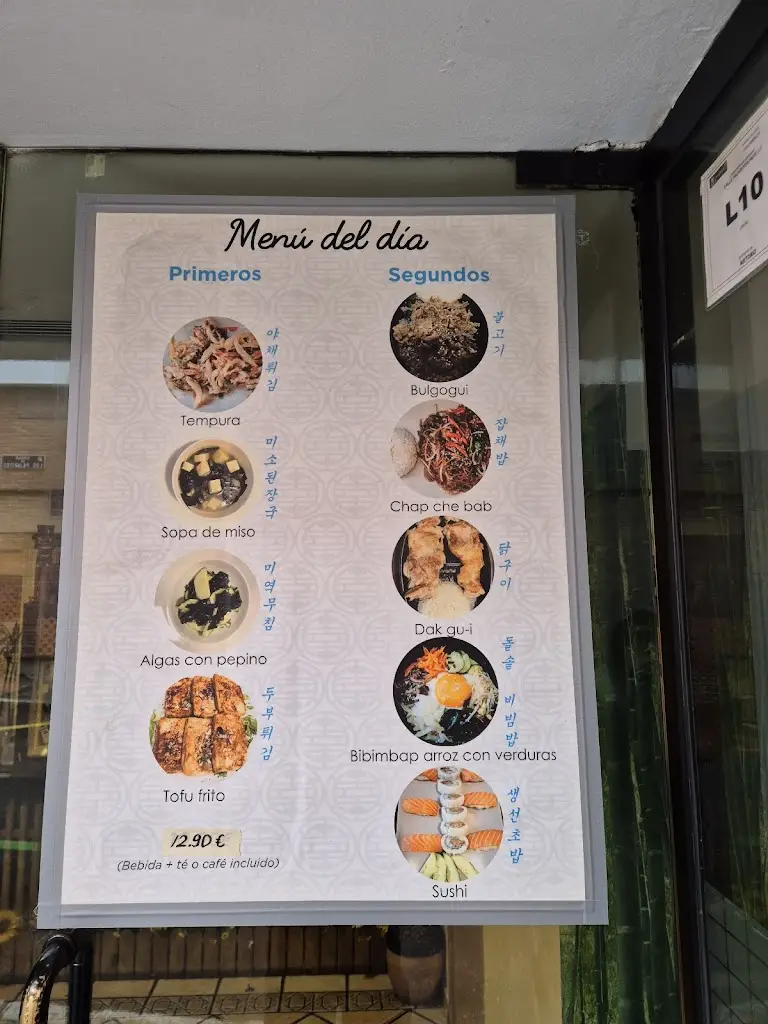 Menú del día
Primeros
야채튀김
Tempura
미소된장국
Sopa de miso
미역무침
Algas con pepino
두부튀김
Tofu frito
12.90 €
(Bebida + té o café incluido)
Segundos
불고기
Bulgogui
잡채밥
Chap che bab
닭구이
Dak gu-i
돌솥 비빔밥
Bibimbap arroz con verduras
생선초밥
Sushi
L10